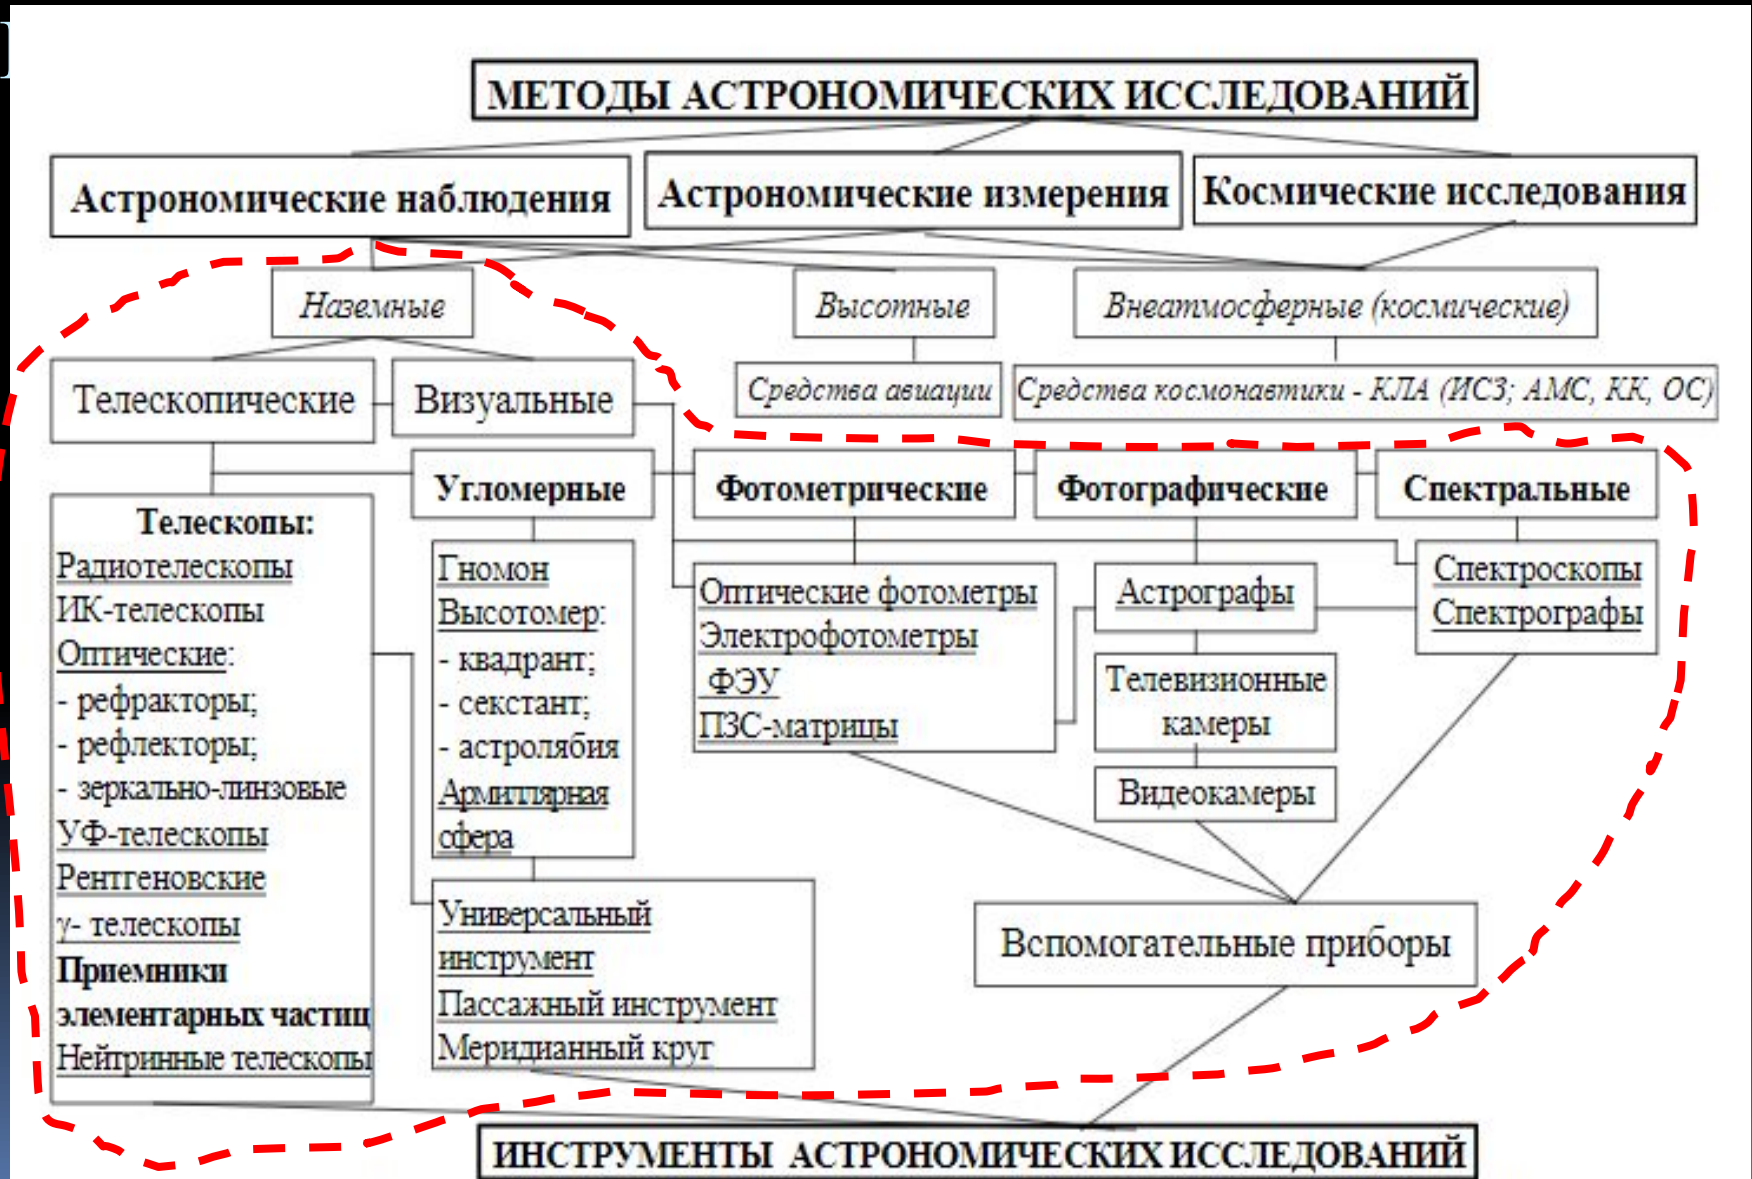 МЕТОДЫ АСТРОНОМИЧЕСКИХ ИССЛЕДОВАНИЙ
Астрономические наблюдения
Астрономические измерения
Космические исследования
Наземные
Высотные
Внеатмосферные (космические)
Телескопические
Визуальные
Средства авиации
Средства космонавтики - КЛА (ИСЗ; АМС, КК, ОС)
Угломерные
Фотометрические
Фотографические
Спектральные
Телескопы:
Радиотелескопы
ИК-телескопы
Оптические:
- рефракторы;
- рефлекторы;
- зеркально-линзовые
УФ-телескопы
Рентгеновские
γ- телескопы
Приемники
элементарных частиц
Нейтринные телескопы
Гномон
Высотомер:
- квадрант;
- секстант;
- астролябия
Армиллярная
сфера
Универсальный
инструмент
Пассажный инструмент
Меридианный круг
Оптические фотометры
Электрофотометры
ФЭУ
ПЗС-матрицы
Астрографы
Телевизионные
камеры
Видеокамеры
Спектроскопы
Спектрографы
Вспомогательные приборы
ИНСТРУМЕНТЫ АСТРОНОМИЧЕСКИХ ИССЛЕДОВАНИЙ